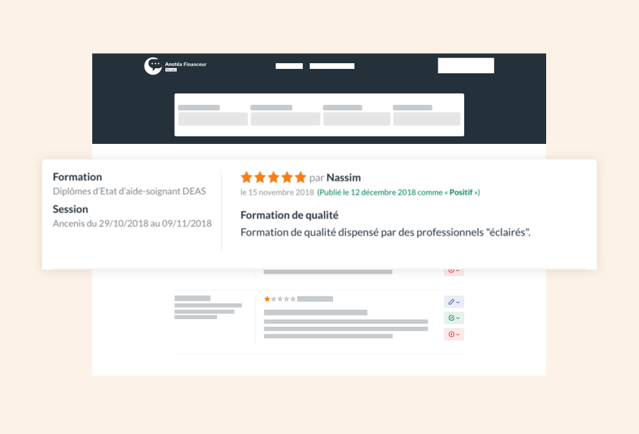 Anotéa Financeur
Formation
Diplômes d'Etat d'aide-soignant DEAS
Session
Ancenis du 29/10/2018 au 09/11/2018
par Nassim
le 15 novembre 2018 (Publié le 12 décembre 2018 comme « Positif »)
Formation de qualité
Formation de qualité dispensé par des professionnels "éclairés".